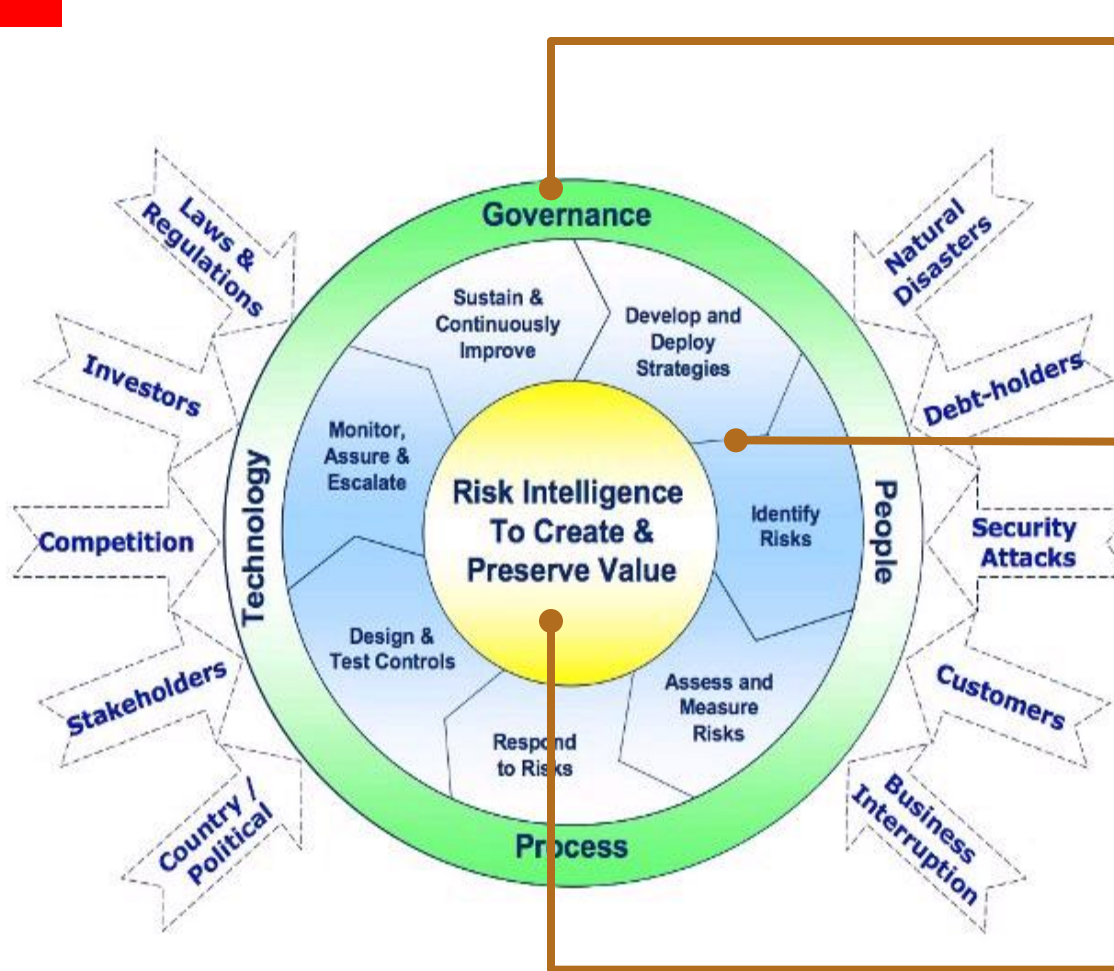 Laws &
Regulations
Investors
Competition
Stakeholders
Country /
Political
Governance
Technology
People
Process
Sustain &
Continuously
Improve
Develop and
Deploy
Strategies
Monitor,
Assure &
Escalate
Identify
Risks
Risk Intelligence
To Create &
Preserve Value
Design &
Test Controls
Assess and
Measure
Risks
Respond
to Risks
Natural
Disasters
Debt-holders
Security
Attacks
Customers
Business
Interruption